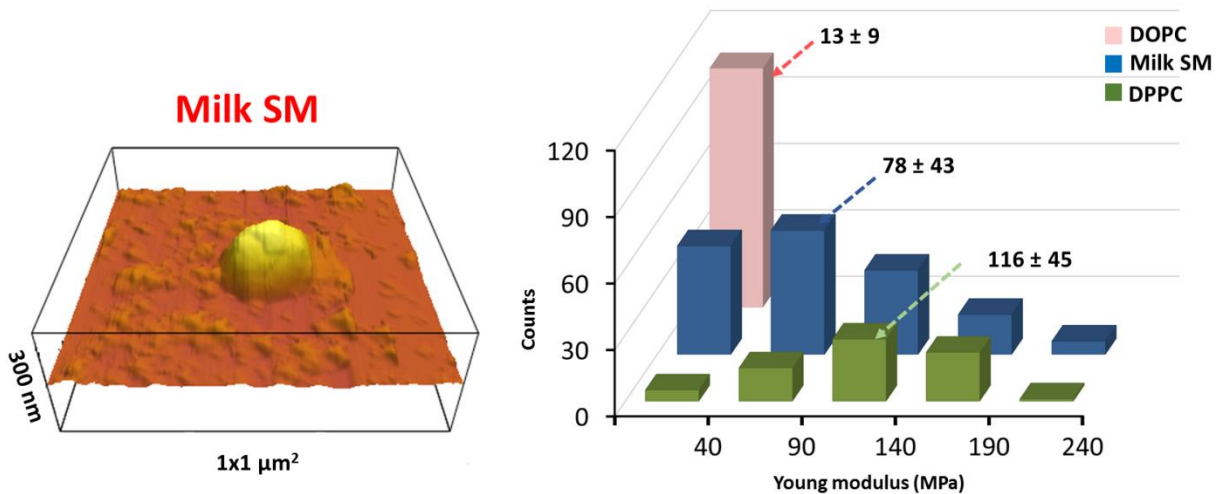 Milk SM
300 nm
1x1 µm²
13 ± 9
78 ± 43
116 ± 45
DOPC
Milk SM
DPPC
Counts
120
90
60
30
0
40 90 140 190 240
Young modulus (MPa)